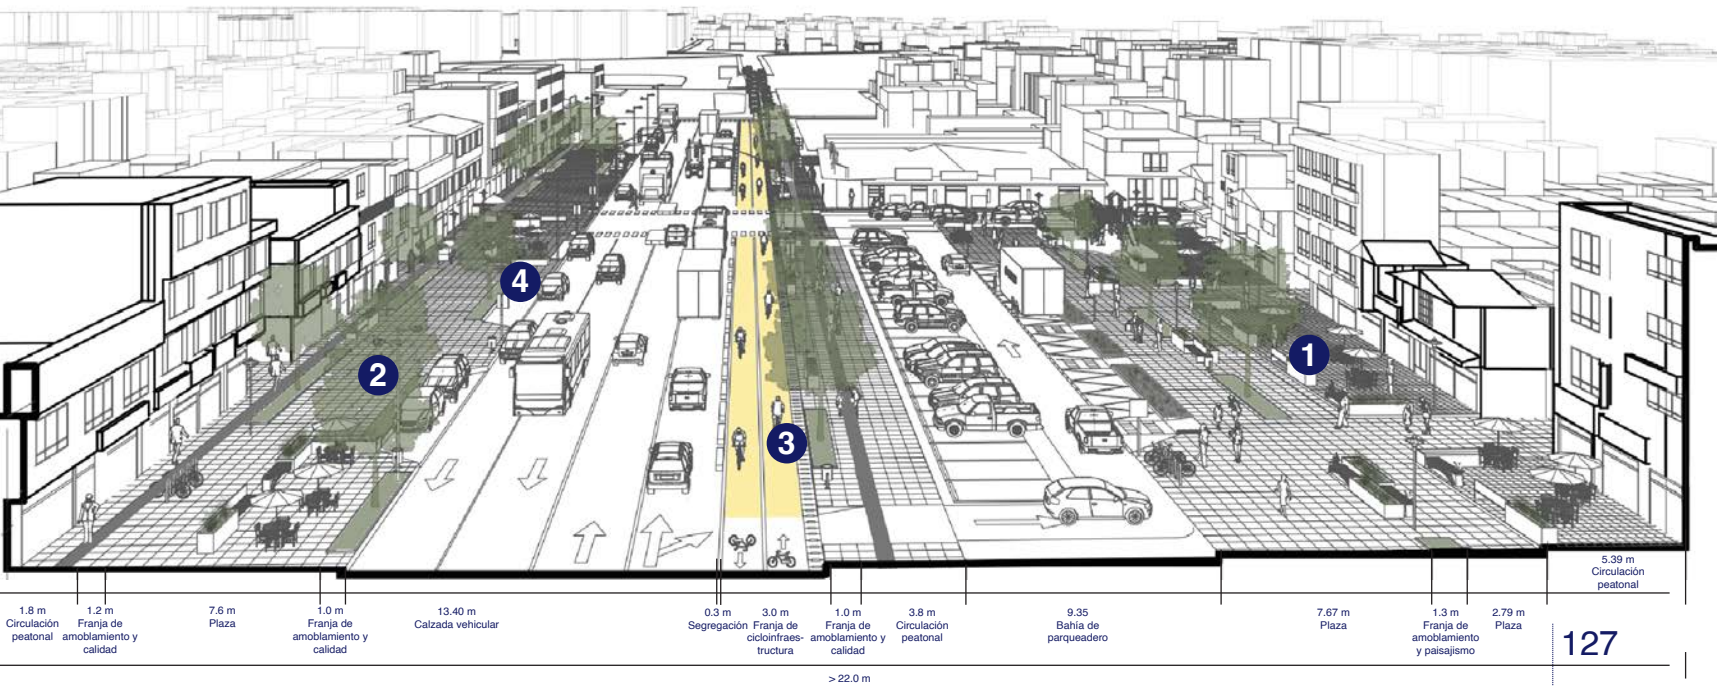 4
1
2
3
1.8 m
Circulación
peatonal
1.2 m
Franja de
amoblamiento y
calidad
7.6 m
Plaza
1.0 m
Franja de
amoblamiento y
calidad
13.40 m
Calzada vehicular
0.3 m
Segregación
3.0 m
Franja de
cicloinfraes-
tructura
1.0 m
Franja de
amoblamiento y
calidad
3.8 m
Circulación
peatonal
9.35
Bahía de
parqueadero
7.67 m
Plaza
1.3 m
Franja de
amoblamiento
y paisajismo
2.79 m
Plaza
5.39 m
Circulación
peatonal
127
> 22.0 m